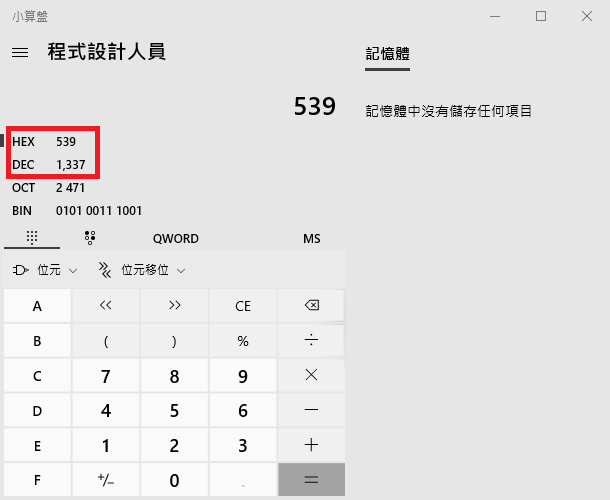 小算盤
程式設計人員
記憶體
539
記憶體中沒有儲存任何項目
HEX 539
DEC 1,337
OCT 2 471
BIN 0101 0011 1001
QWORD MS
位元 位元移位
A << >> CE
B ( ) % ÷
C 7 8 9 ×
D 4 5 6 −
E 1 2 3 +
F +/− 0 . =